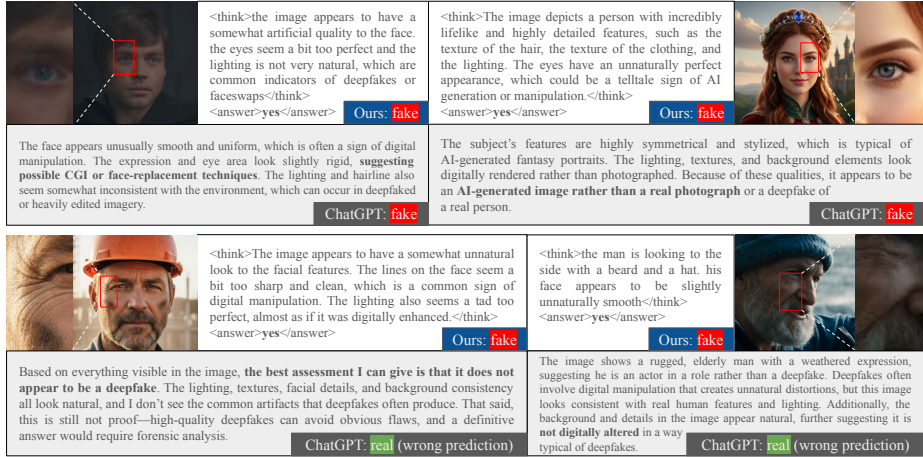 <think>the image appears to have a
somewhat artificial quality to the face.
the eyes seem a bit too perfect and the
lighting is not very natural, which are
common indicators of deepfakes or
faceswaps</think>
<answer>yes</answer>
Ours: fake
The face appears unusually smooth and uniform, which is often a sign of digital
manipulation. The expression and eye area look slightly rigid, suggesting
possible CGI or face-replacement techniques. The lighting and hairline also
seem somewhat inconsistent with the environment, which can occur in deepfaked
or heavily edited imagery.
ChatGPT: fake
<think>The image depicts a person with incredibly
lifelike and highly detailed features, such as the
texture of the hair, the texture of the clothing, and
the lighting. The eyes have an unnaturally perfect
appearance, which could be a telltale sign of AI
generation or manipulation.</think>
<answer>yes</answer>
Ours: fake
The subject's features are highly symmetrical and stylized, which is typical of
AI-generated fantasy portraits. The lighting, textures, and background elements look
digitally rendered rather than photographed. Because of these qualities, it appears to be
an AI-generated image rather than a real photograph or a deepfake of
a real person.
ChatGPT: fake
<think>The image appears to have a somewhat unnatural
look to the facial features. The lines on the face seem a
bit too sharp and clean, which is a common sign of
digital manipulation. The lighting also seems a tad too
perfect, almost as if it was digitally enhanced.</think>
<answer>yes</answer>
Ours: fake
Based on everything visible in the image, the best assessment I can give is that it does not
appear to be a deepfake. The lighting, textures, facial details, and background consistency
all look natural, and I don't see the common artifacts that deepfakes often produce. That said,
this is still not proof—high-quality deepfakes can avoid obvious flaws, and a definitive
answer would require forensic analysis.
ChatGPT: real (wrong prediction)
<think>the man is looking to the
side with a beard and a hat. his
face appears to be slightly
unnaturally smooth</think>
<answer>yes</answer>
Ours: fake
The image shows a rugged, elderly man with a weathered expression,
suggesting he is an actor in a role rather than a deepfake. Deepfakes often
involve digital manipulation that creates unnatural distortions, but this image
looks consistent with real human features and lighting. Additionally, the
background and details in the image appear natural, further suggesting it is
not digitally altered in a way
typical of deepfakes.
ChatGPT: real (wrong prediction)